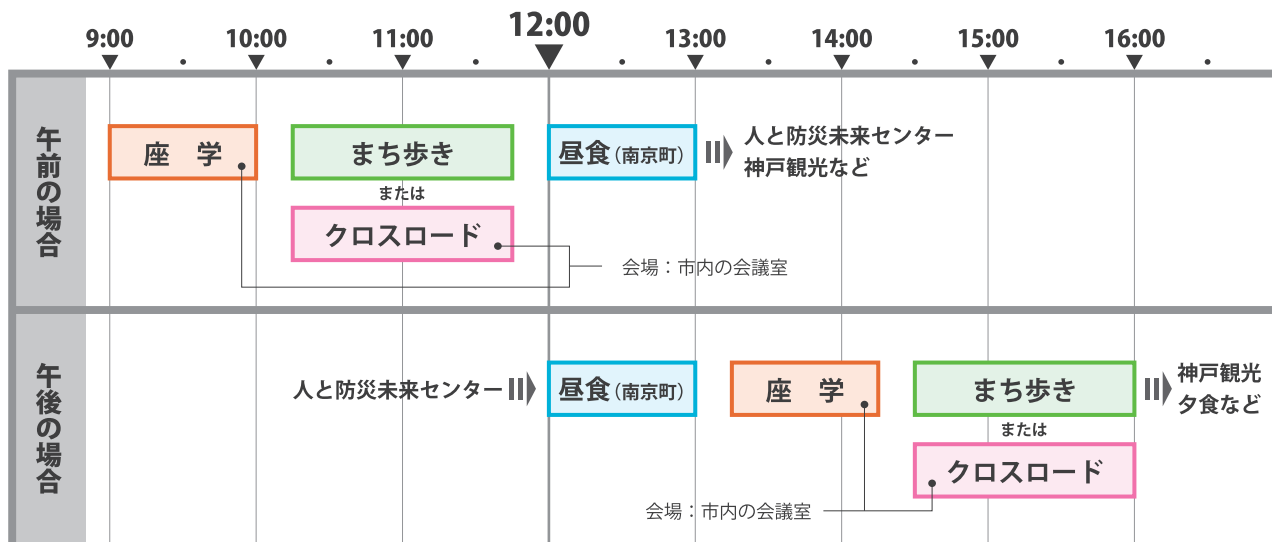 9:00 10:00 11:00 12:00 13:00 14:00 15:00 16:00
午前の場合
座　学
まち歩き
または
クロスロード
昼食（南京町）
人と防災未来センター
神戸観光など
会場：市内の会議室
午後の場合
人と防災未来センター
昼食（南京町）
座　学
まち歩き
または
クロスロード
神戸観光
夕食など
会場：市内の会議室